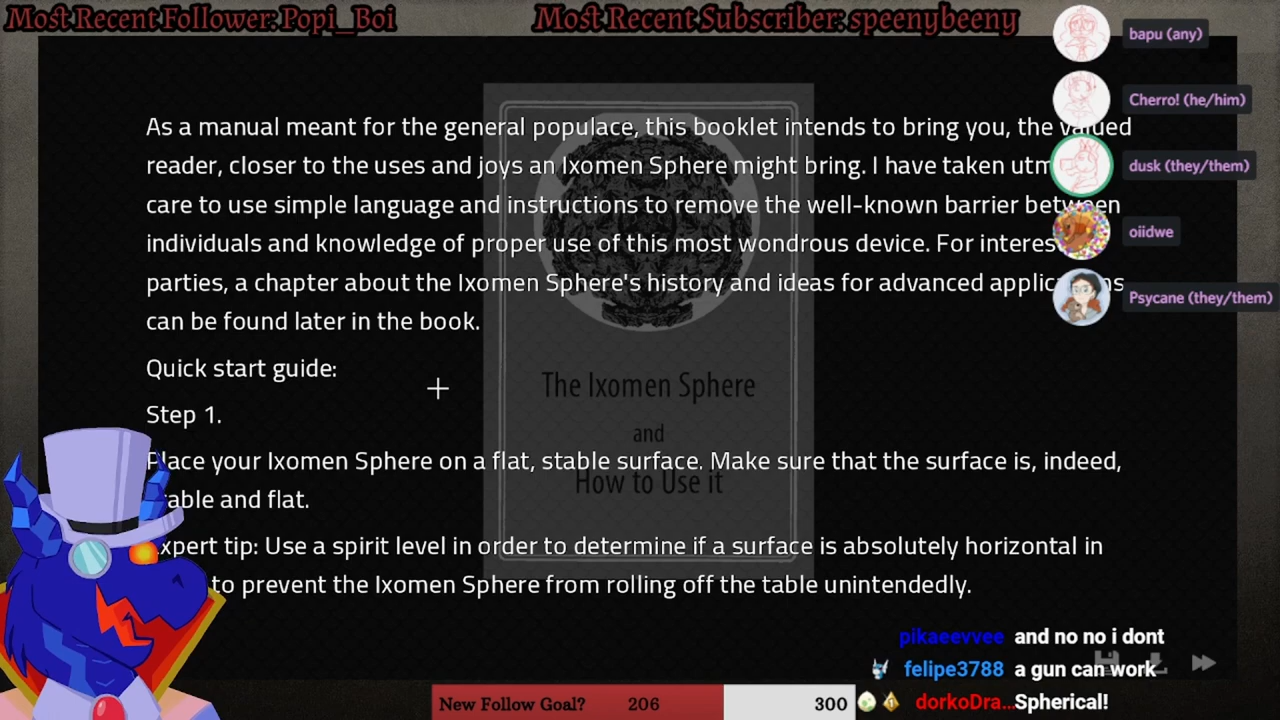 Most Recent Follower: Popi_Boi
Most Recent Subscriber: speenybeeny
bapu (any)
Cherro! (he/him)
dusk (they/them)
oiidwe
Psycane (they/them)
As a manual meant for the general populace, this booklet intends to bring you, the valued
reader, closer to the uses and joys an Ixomen Sphere might bring. I have taken
care to use simple language and instructions to remove the well-known barrier between
individuals and knowledge of proper use of this most wondrous device. For
parties, a chapter about the Ixomen Sphere's history and ideas for advanced
can be found later in the book.
Quick start guide:
Step 1.
Place your Ixomen Sphere on a flat, stable surface. Make sure that the surface is, indeed,
and flat.
Expert tip: Use a spirit level in order to determine if a surface is absolutely horizontal in
to prevent the Ixomen Sphere from rolling off the table unintendedly.
The Ixomen Sphere
and
How to Use it
pikaeevvee and no no i dont
felipe3788 a gun can work
dorkoDra... Spherical!
New Follow Goal? 206 300